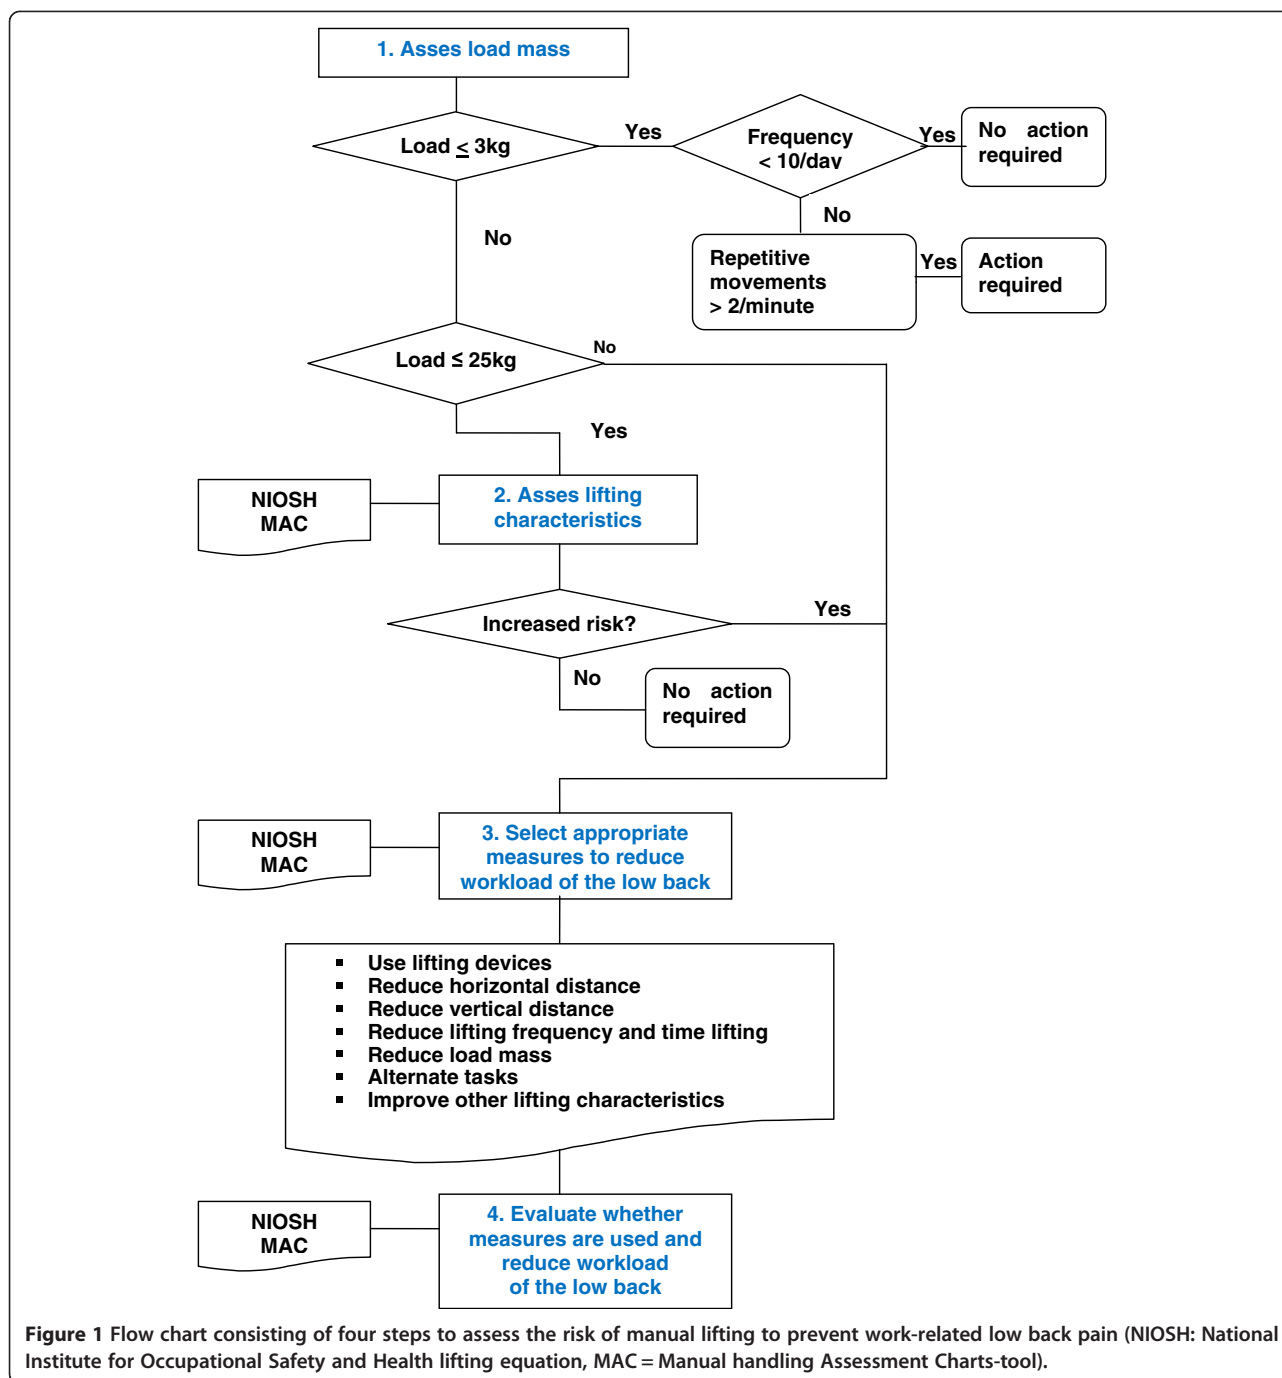 1. Asses load mass
Load ≤ 3kg
Yes
Frequency
< 10/dav
Yes
No action
required
No
No
Repetitive
movements
> 2/minute
Yes
Action
required
Load ≤ 25kg
No
Yes
NIOSH
MAC
2. Asses lifting
characteristics
Increased risk?
Yes
No
No action
required
NIOSH
MAC
3. Select appropriate
measures to reduce
workload of the low back
▪ Use lifting devices
▪ Reduce horizontal distance
▪ Reduce vertical distance
▪ Reduce lifting frequency and time lifting
▪ Reduce load mass
▪ Alternate tasks
▪ Improve other lifting characteristics
NIOSH
MAC
4. Evaluate whether
measures are used and
reduce workload
of the low back
Figure 1 Flow chart consisting of four steps to assess the risk of manual lifting to prevent work-related low back pain (NIOSH: National
Institute for Occupational Safety and Health lifting equation, MAC = Manual handling Assessment Charts-tool).